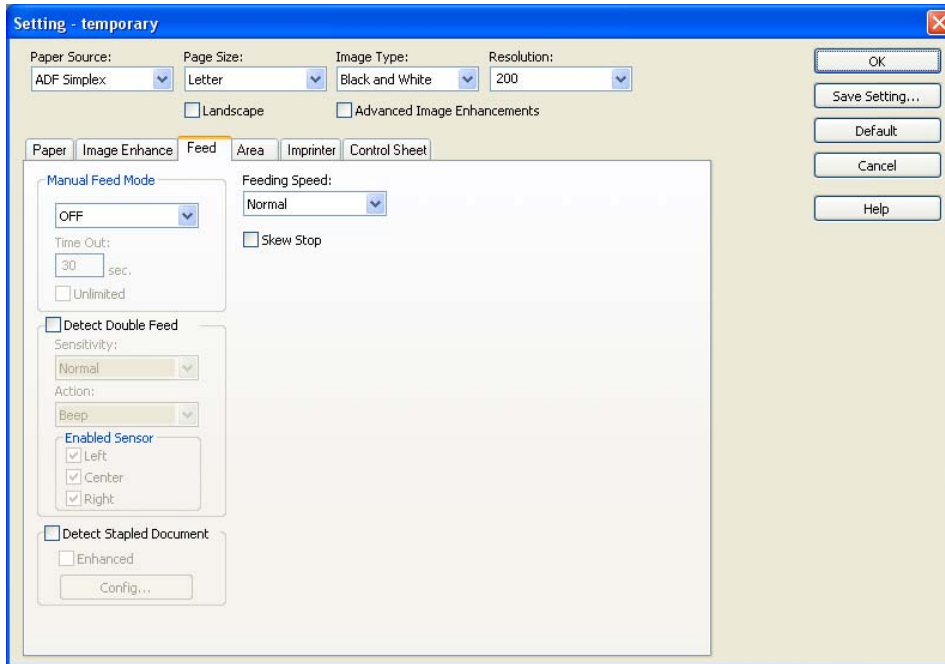 Setting - temporary
Paper Source: Page Size: Image Type: Resolution:
ADF Simplex Letter Black and White 200
Landscape Advanced Image Enhancements
OK
Save Setting...
Default
Cancel
Help
Paper Image Enhance Feed Area Imprinter Control Sheet
Manual Feed Mode
OFF
Time Out:
30 sec.
Unlimited
Feeding Speed:
Normal
Skew Stop
Detect Double Feed
Sensitivity:
Normal
Action:
Beep
Enabled Sensor
Left
Center
Right
Detect Stapled Document
Enhanced
Config...